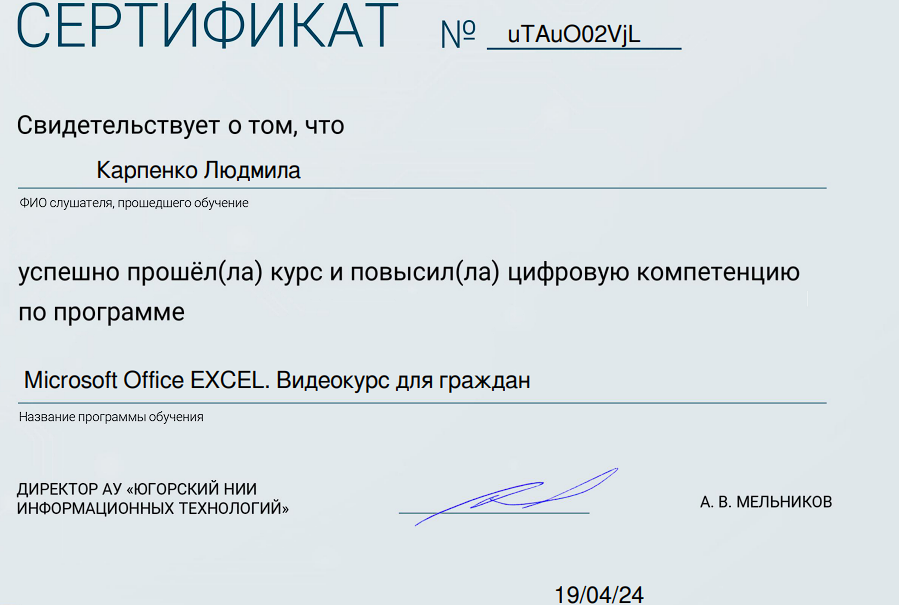 СЕРТИФИКАТ № uTAuO02VjL
Свидетельствует о том, что
Карпенко Людмила
ФИО слушателя, прошедшего обучение
успешно прошёл(ла) курс и повысил(ла) цифровую компетенцию
по программе
Microsoft Office EXCEL. Видеокурс для граждан
Название программы обучения
ДИРЕКТОР АУ «ЮГОРСКИЙ НИИ
ИНФОРМАЦИОННЫХ ТЕХНОЛОГИЙ»
А. В. МЕЛЬНИКОВ
19/04/24